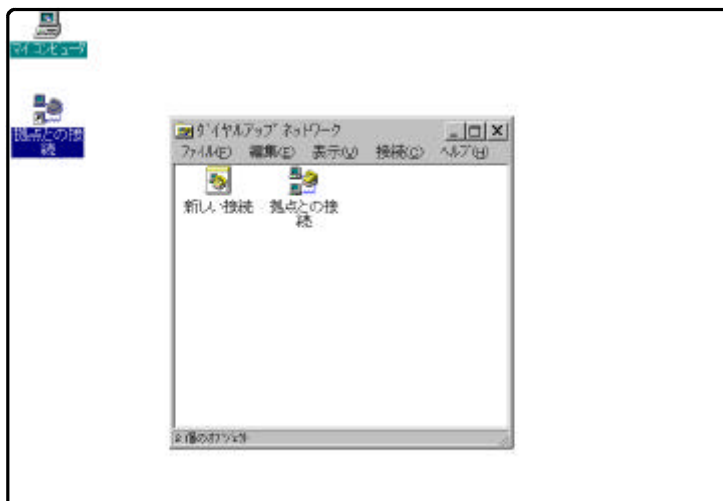 マイ コンピュータ
拠点との接
続
ダイヤルアップ ネットワーク
ファイル(F) 編集(E) 表示(V) 接続(C) ヘルプ(H)
新しい接続 拠点との接
続
2 個のオブジェクト